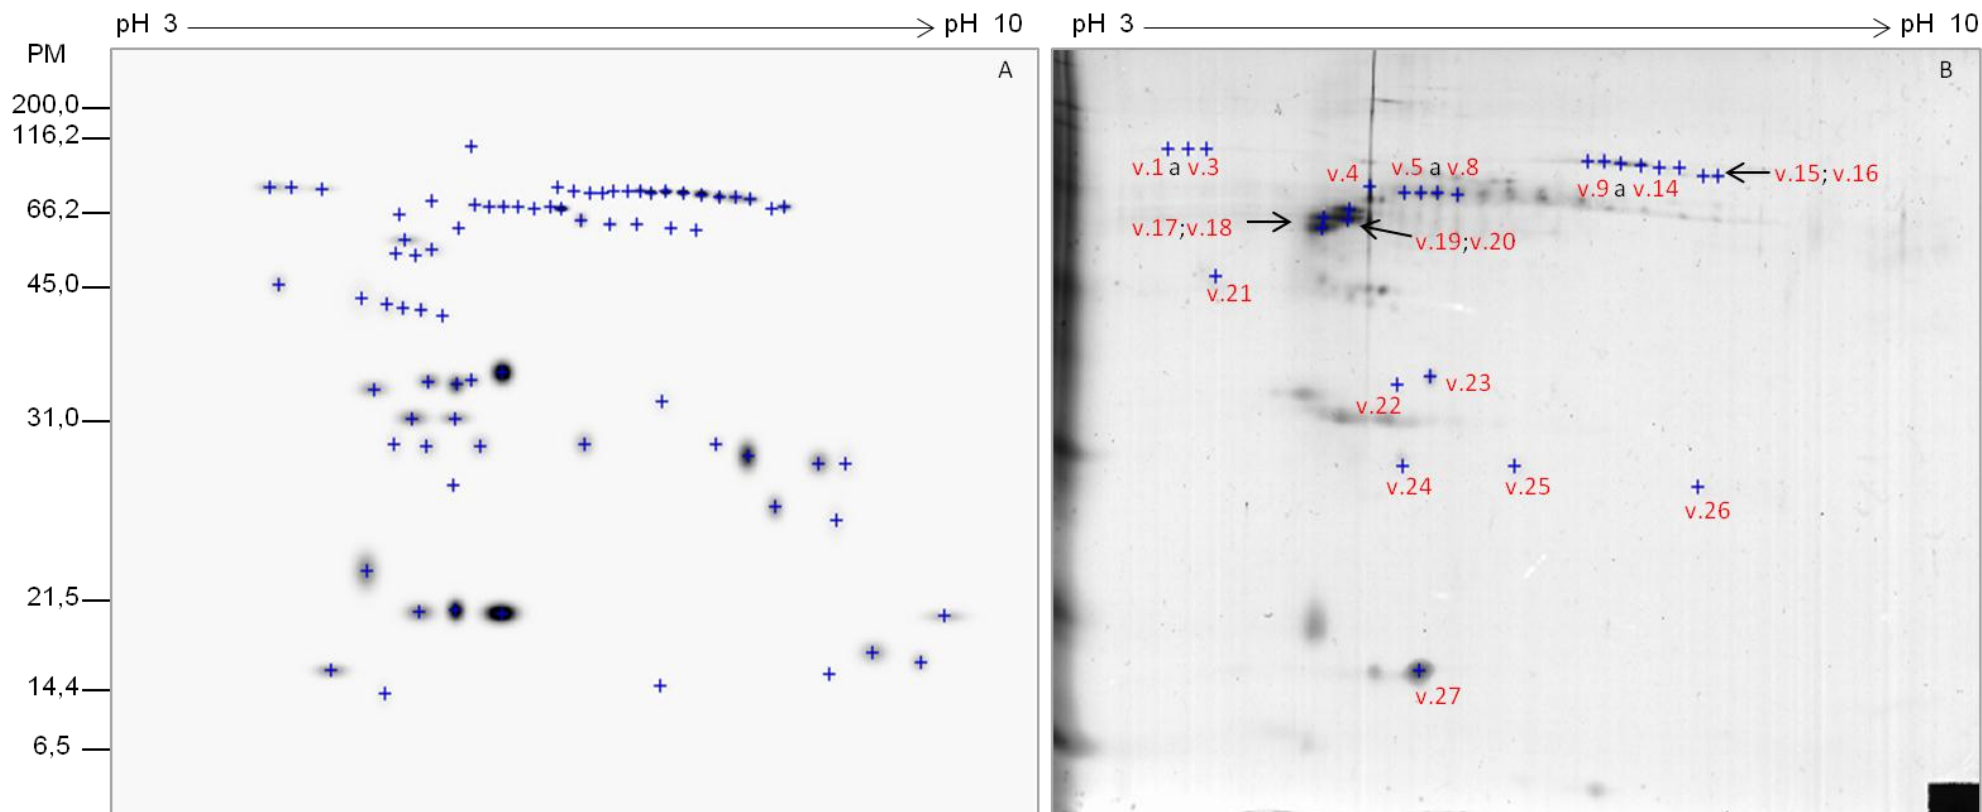 pH 3 pH 10
pH 3 pH 10
PM
A
B
200,0
116,2
66,2
45,0
31,0
21,5
14,4
6,5
v.1 a v.3
v.4
v.5 a v.8
v.9 a v.14
v.15; v.16
v.17;v.18
v.19;v.20
v.21
v.22
v.23
v.24
v.25
v.26
v.27